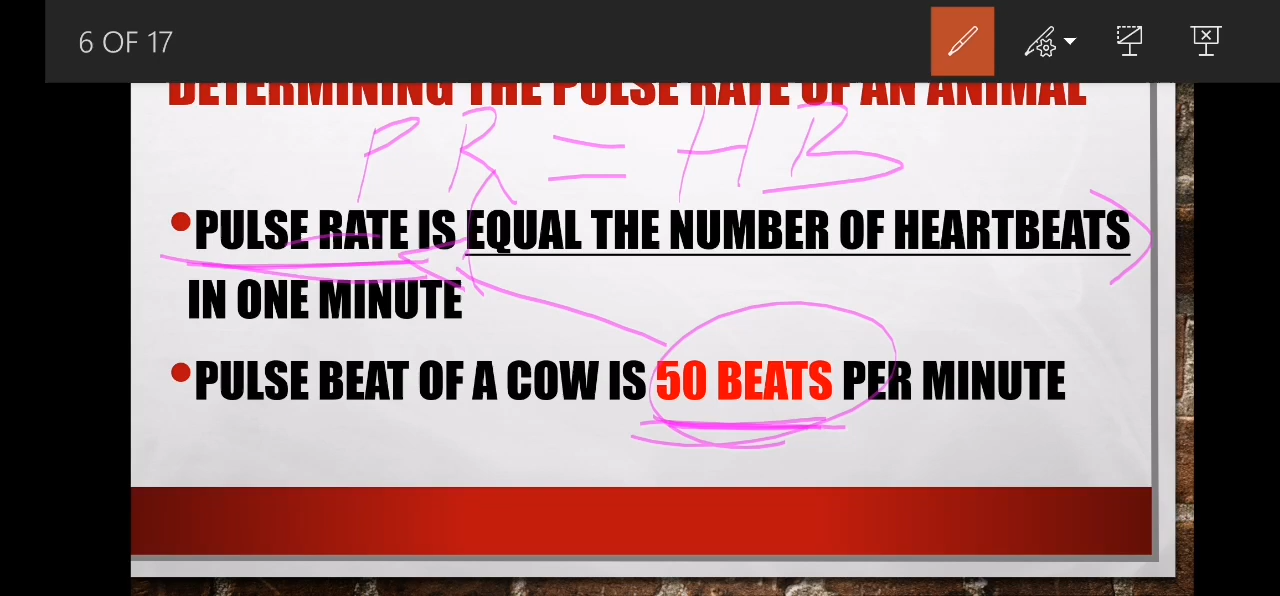 6 OF 17
DETERMINING THE PULSE RATE OF AN ANIMAL
PR = HB
•PULSE RATE IS EQUAL THE NUMBER OF HEARTBEATS
IN ONE MINUTE
•PULSE BEAT OF A COW IS 50 BEATS PER MINUTE